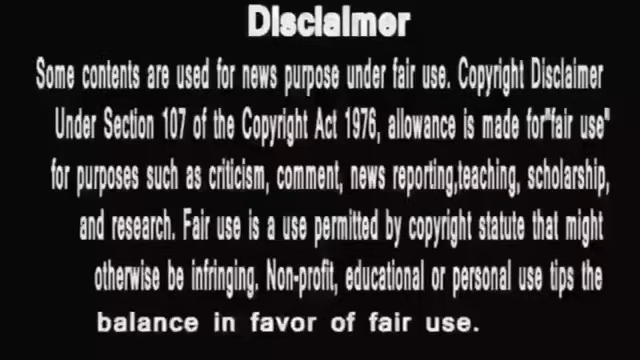 Disclaimer
Some contents are used for news purpose under fair use. Copyright Disclaimer
Under Section 107 of the Copyright Act 1976, allowance is made for"fair use"
for purposes such as criticism, comment, news reporting,teaching, scholarship,
and research. Fair use is a use permitted by copyright statute that might
otherwise be infringing. Non-profit, educational or personal use tips the
balance in favor of fair use.